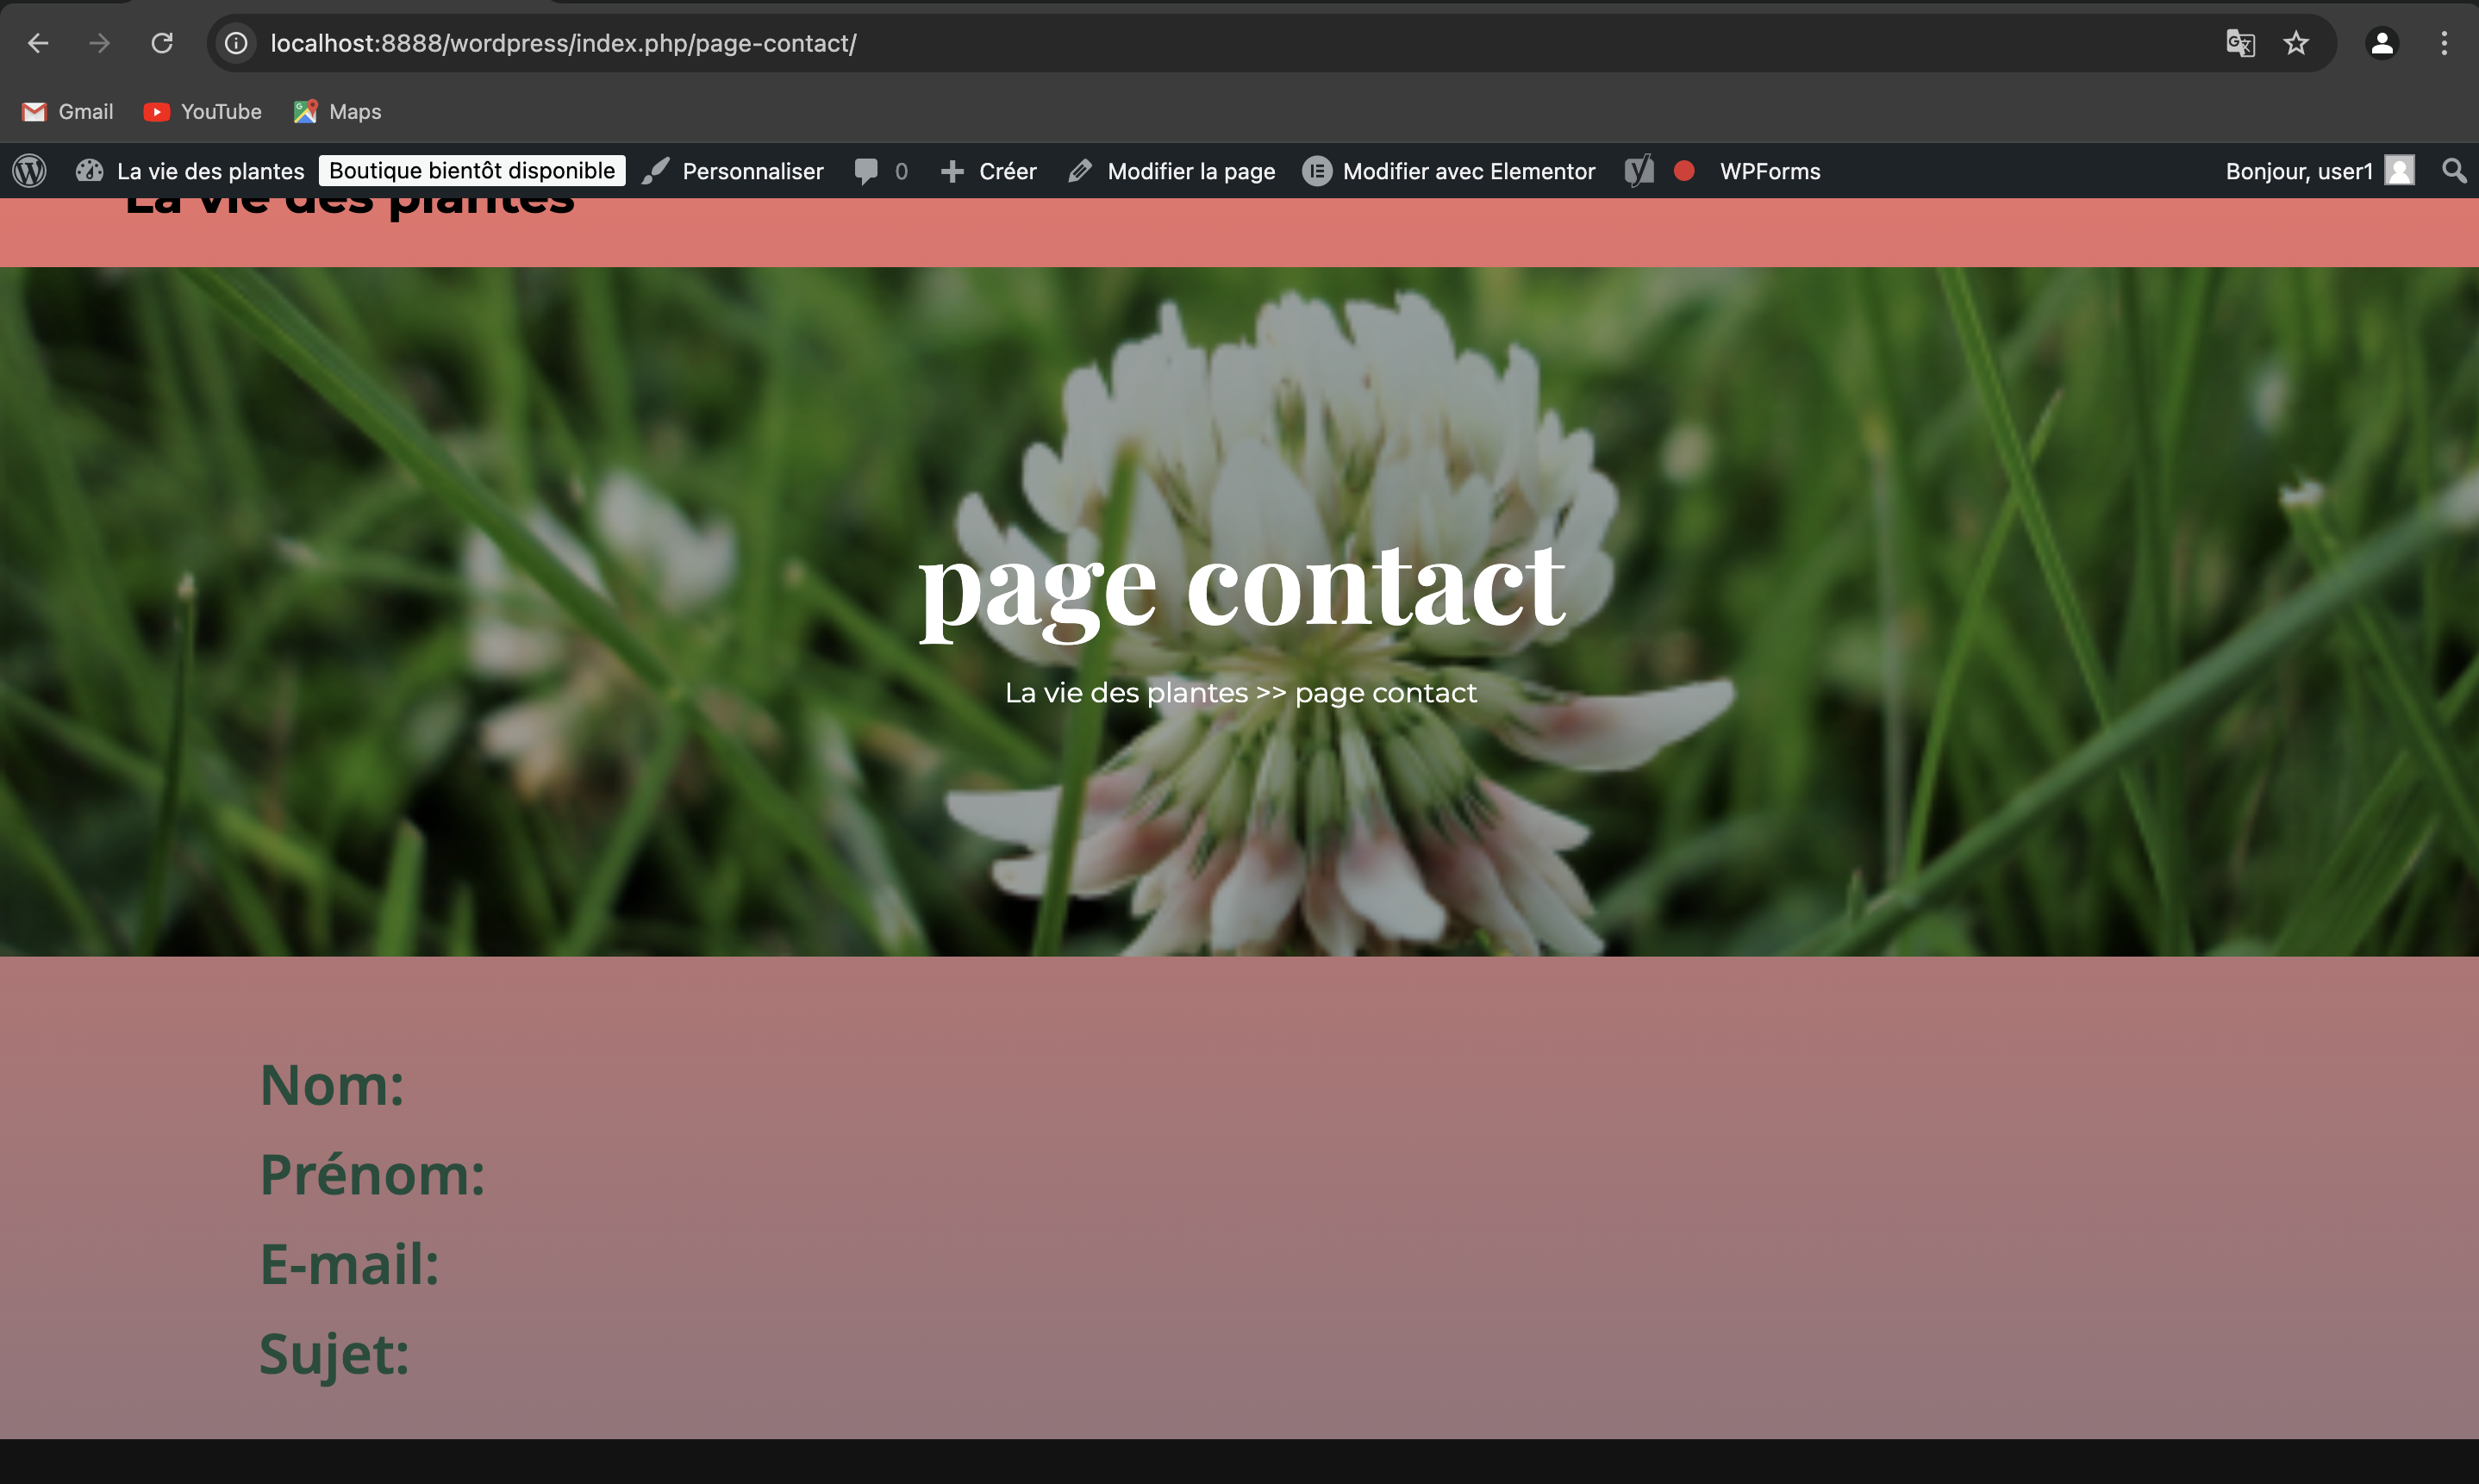 localhost:8888/wordpress/index.php/page-contact/
Gmail YouTube Maps
La vie des plantes Boutique bientôt disponible Personnaliser 0 Créer Modifier la page Modifier avec Elementor WPForms Bonjour, user1
La vie des plantes
page contact
La vie des plantes >> page contact
Nom:
Prénom:
E-mail:
Sujet: